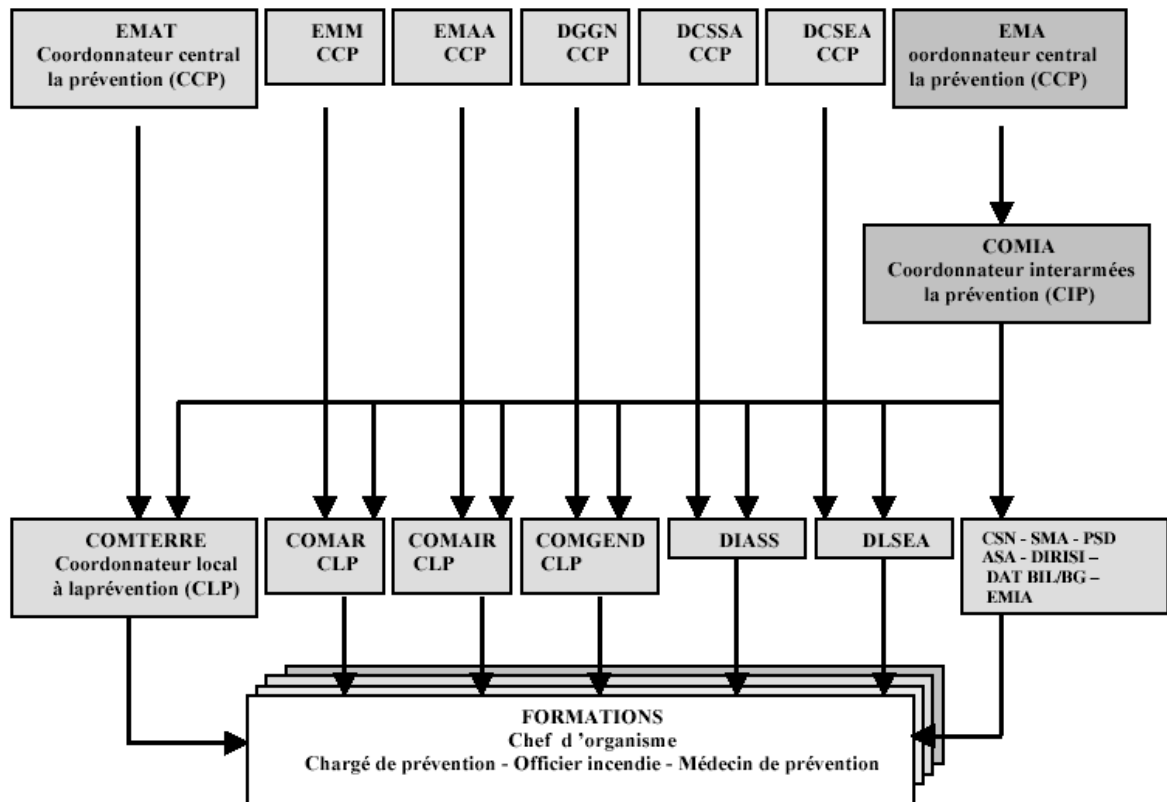 EMAT
Coordonnateur central
la prévention (CCP)
EMM
CCP
EMAA
CCP
DGGN
CCP
DCSSA
CCP
DCSEA
CCP
EMA
oordonnateur central
la prévention (CCP)
COMIA
Coordonnateur interarmées
la prévention (CIP)
COMTERRE
Coordonneur local
à laprévention (CLP)
COMAR
CLP
COMAIR
CLP
COMGEND
CLP
DIASS
DLSEA
CSN - SMA - PSD
ASA - DIRISI –
DAT BIL/BG –
EMIA
FORMATIONS
Chef d ’organisme
Chargé de prévention - Officier incendie - Médecin de prévention